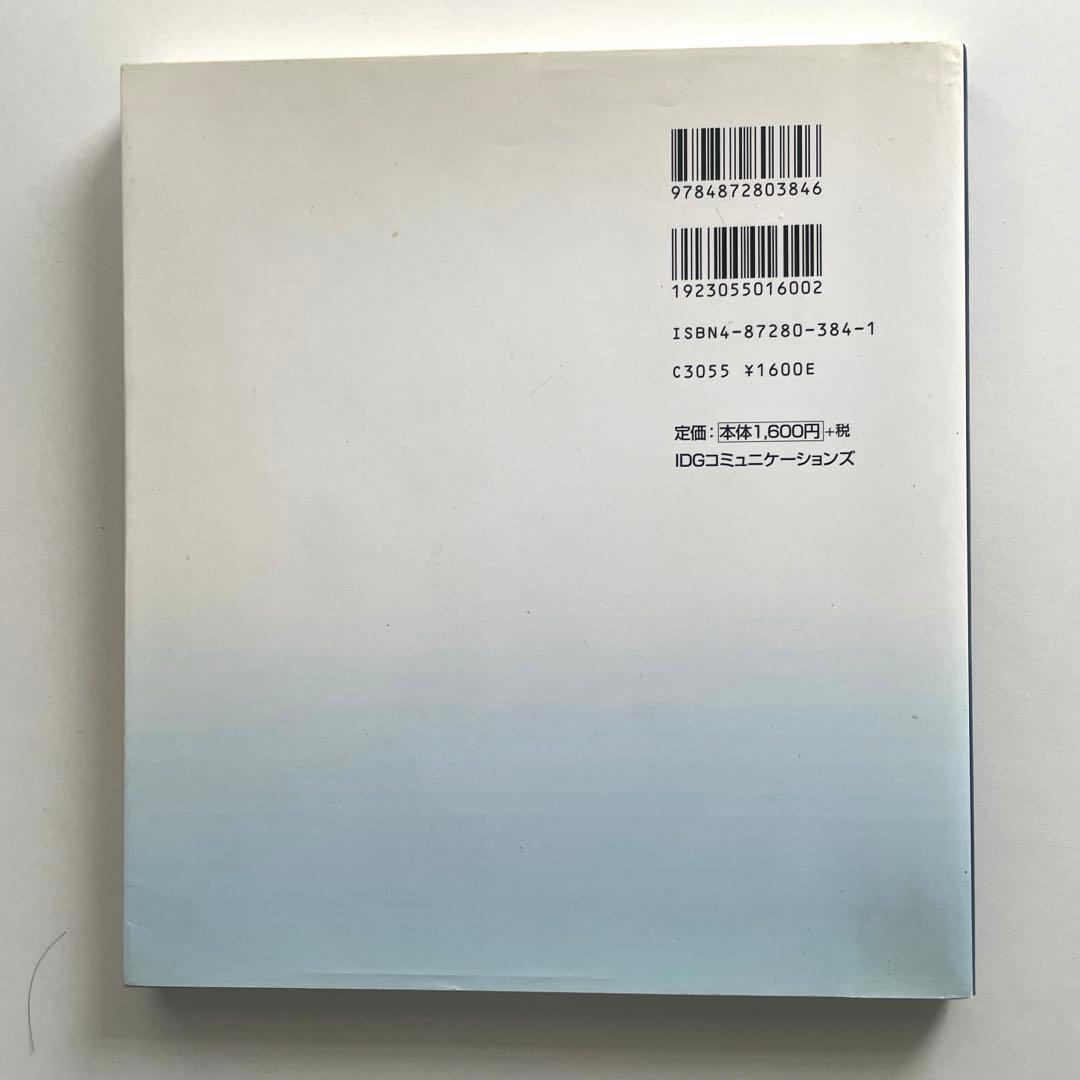 9784872803846
1923055016002
ISBN4-87280-384-1
C3055 ¥1600E
定価：本体1,600円+税
IDGコミュニケーションズ